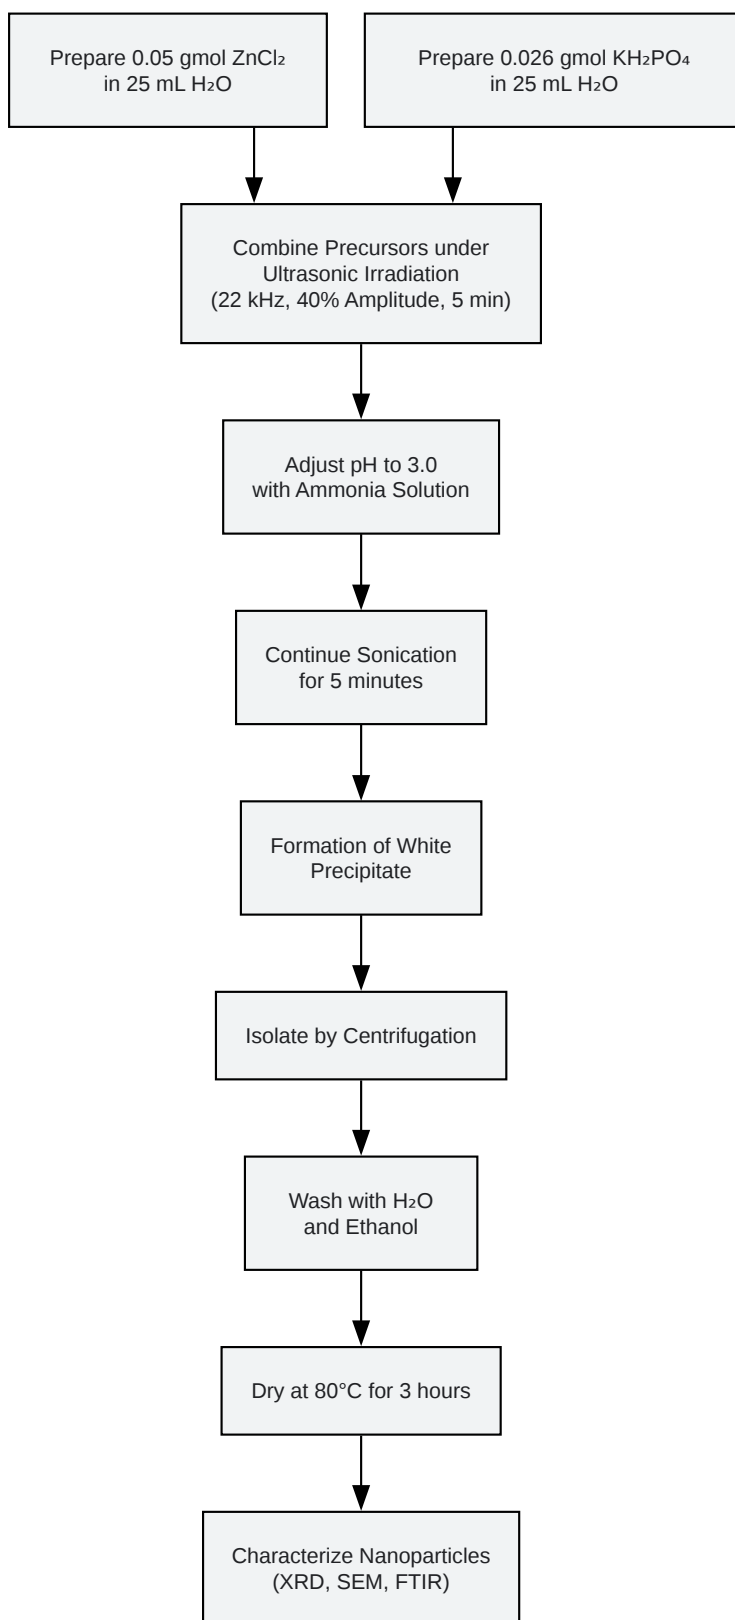 Prepare 0.05 gmol ZnCl₂
in 25 mL H₂O
Prepare 0.026 gmol KH₂PO₄
in 25 mL H₂O
Combine Precursors under
Ultrasonic Irradiation
(22 kHz, 40% Amplitude, 5 min)
Adjust pH to 3.0
with Ammonia Solution
Continue Sonication
for 5 minutes
Formation of White
Precipitate
Isolate by Centrifugation
Wash with H₂O
and Ethanol
Dry at 80°C for 3 hours
Characterize Nanoparticles
(XRD, SEM, FTIR)